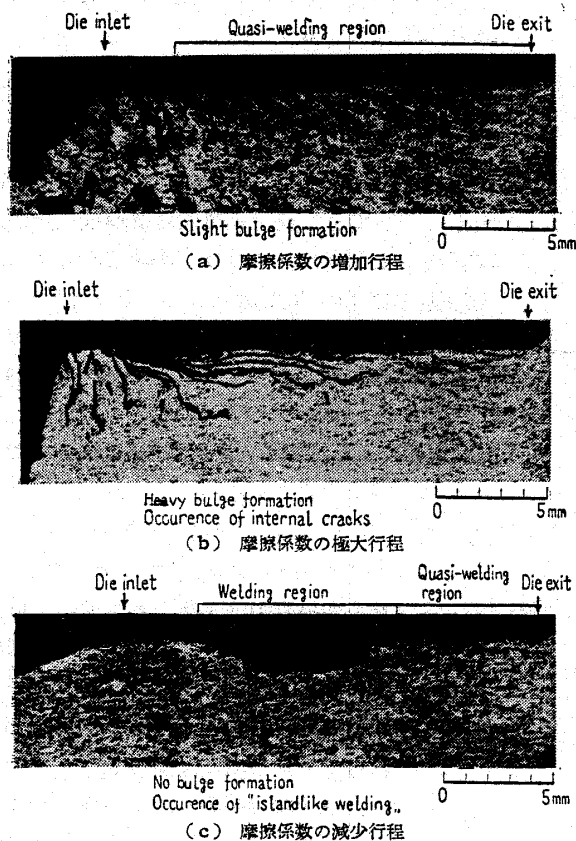 Die inlet Quasi-welding region Die exit
Slight bulge formation
0 5mm
(a) 摩擦係数の増加行程
Die inlet Die exit
Heavy bulge formation
Occurence of internal cracks
0 5mm
(b) 摩擦係数の極大行程
Die inlet Welding region Quasi-welding region Die exit
No bulge formation
Occurence of "islandlike welding„
0 5mm
(c) 摩擦係数の減少行程